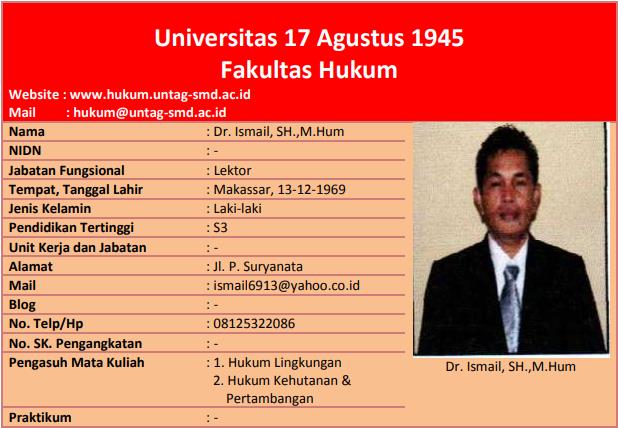 Universitas 17 Agustus 1945
Fakultas Hukum
Website : www.hukum.untag-smd.ac.id
Mail : hukum@untag-smd.ac.id
Nama : Dr. Ismail, SH.,M.Hum
NIDN : -
Jabatan Fungsional : Lektor
Tempat, Tanggal Lahir : Makassar, 13-12-1969
Jenis Kelamin : Laki-laki
Pendidikan Tertinggi : S3
Unit Kerja dan Jabatan : -
Alamat : Jl. P. Suryanata
Mail : ismail6913@yahoo.co.id
Blog : -
No. Telp/Hp : 08125322086
No. SK. Pengangkatan : -
Pengasuh Mata Kuliah : 1. Hukum Lingkungan
2. Hukum Kehutanan &
Pertambangan
Praktikum : -
Dr. Ismail, SH.,M.Hum